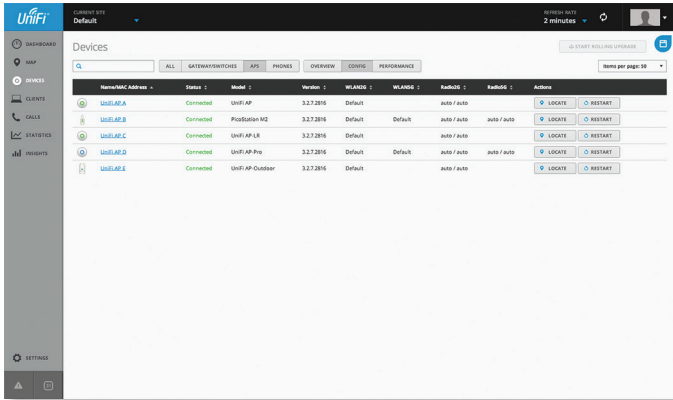 UniFi
CURRENT SITE
Default
REFRESH RATE
2 minutes
DASHBOARD
MAP
DEVICES
CLIENTS
CALLS
STATISTICS
INSIGHTS
SETTINGS
Devices
START ROLLING UPGRADE
ALL GATEWAY/SWITCHES APS PHONES OVERVIEW CONFIG PERFORMANCE Items per page: 50
Name/MAC Address Status Model Version WLAN2G WLAN5G Radio2G Radio5G Actions
UniFi AP A Connected UniFi AP 3.2.7.2816 Default auto / auto LOCATE RESTART
UniFi AP B Connected PicoStation M2 3.2.7.2816 Default Default auto / auto auto / auto LOCATE RESTART
UniFi AP C Connected UniFi AP-LR 3.2.7.2816 Default auto / auto LOCATE RESTART
UniFi AP D Connected UniFi AP-Pro 3.2.7.2816 Default Default auto / auto auto / auto LOCATE RESTART
UniFi AP E Connected UniFi AP-Outdoor 3.2.7.2816 Default auto / auto LOCATE RESTART